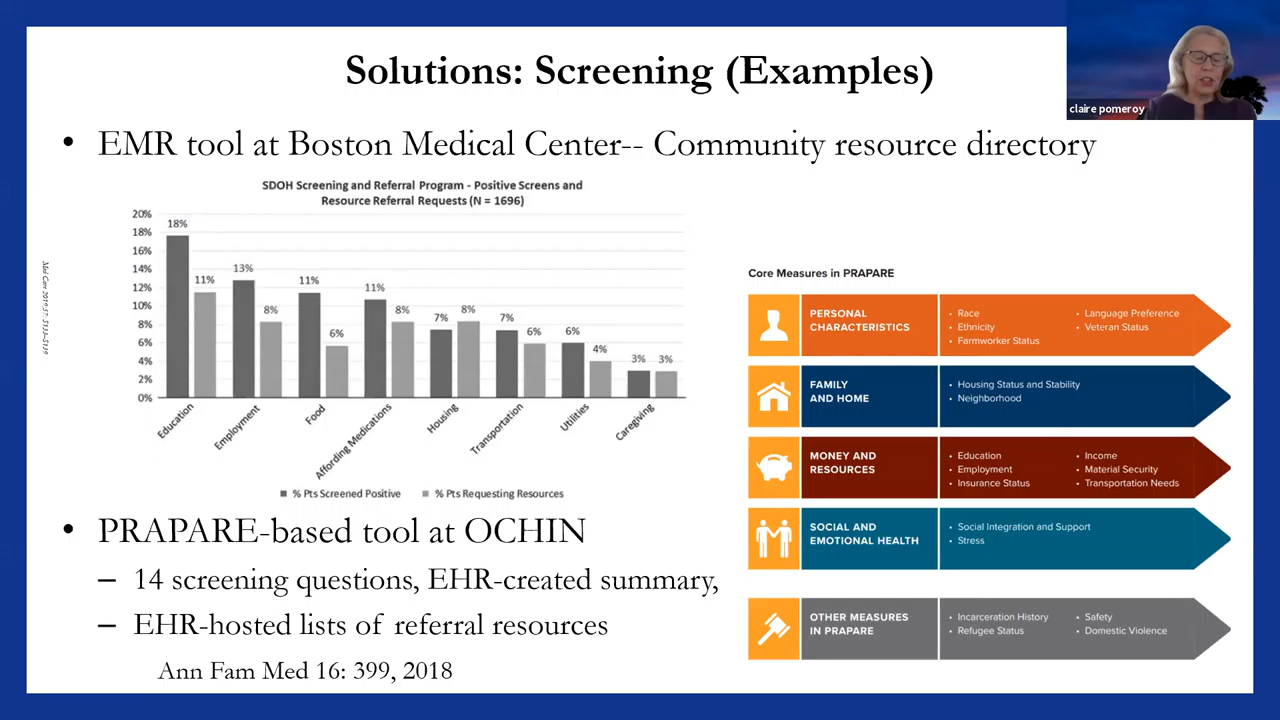 Solutions: Screening (Examples)
claire pomeroy
• EMR tool at Boston Medical Center-- Community resource directory
SDOH Screening and Referral Program - Positive Screens and
Resource Referral Requests (N = 1696)
20%
18%
16%
14%
12%
10%
8%
6%
4%
2%
0%
18%
11%
13%
8%
11%
6%
11%
8%
7%
8%
7%
6%
6%
4%
3%
3%
Education
Employment
Food
Affording Medications
Housing
Transportation
Utilities
Caregiving
% Pts Screened Positive
% Pts Requesting Resources
Med Care 2019;57: S133–S139
Core Measures in PRAPARE
PERSONAL
CHARACTERISTICS
• Race
• Ethnicity
• Farmworker Status
• Language Preference
• Veteran Status
FAMILY
AND HOME
• Housing Status and Stability
• Neighborhood
MONEY AND
RESOURCES
• Education
• Employment
• Insurance Status
• Income
• Material Security
• Transportation Needs
SOCIAL AND
EMOTIONAL HEALTH
• Social Integration and Support
• Stress
OTHER MEASURES
IN PRAPARE
• Incarceration History
• Refugee Status
• Safety
• Domestic Violence
• PRAPARE-based tool at OCHIN
– 14 screening questions, EHR-created summary,
– EHR-hosted lists of referral resources
Ann Fam Med 16: 399, 2018